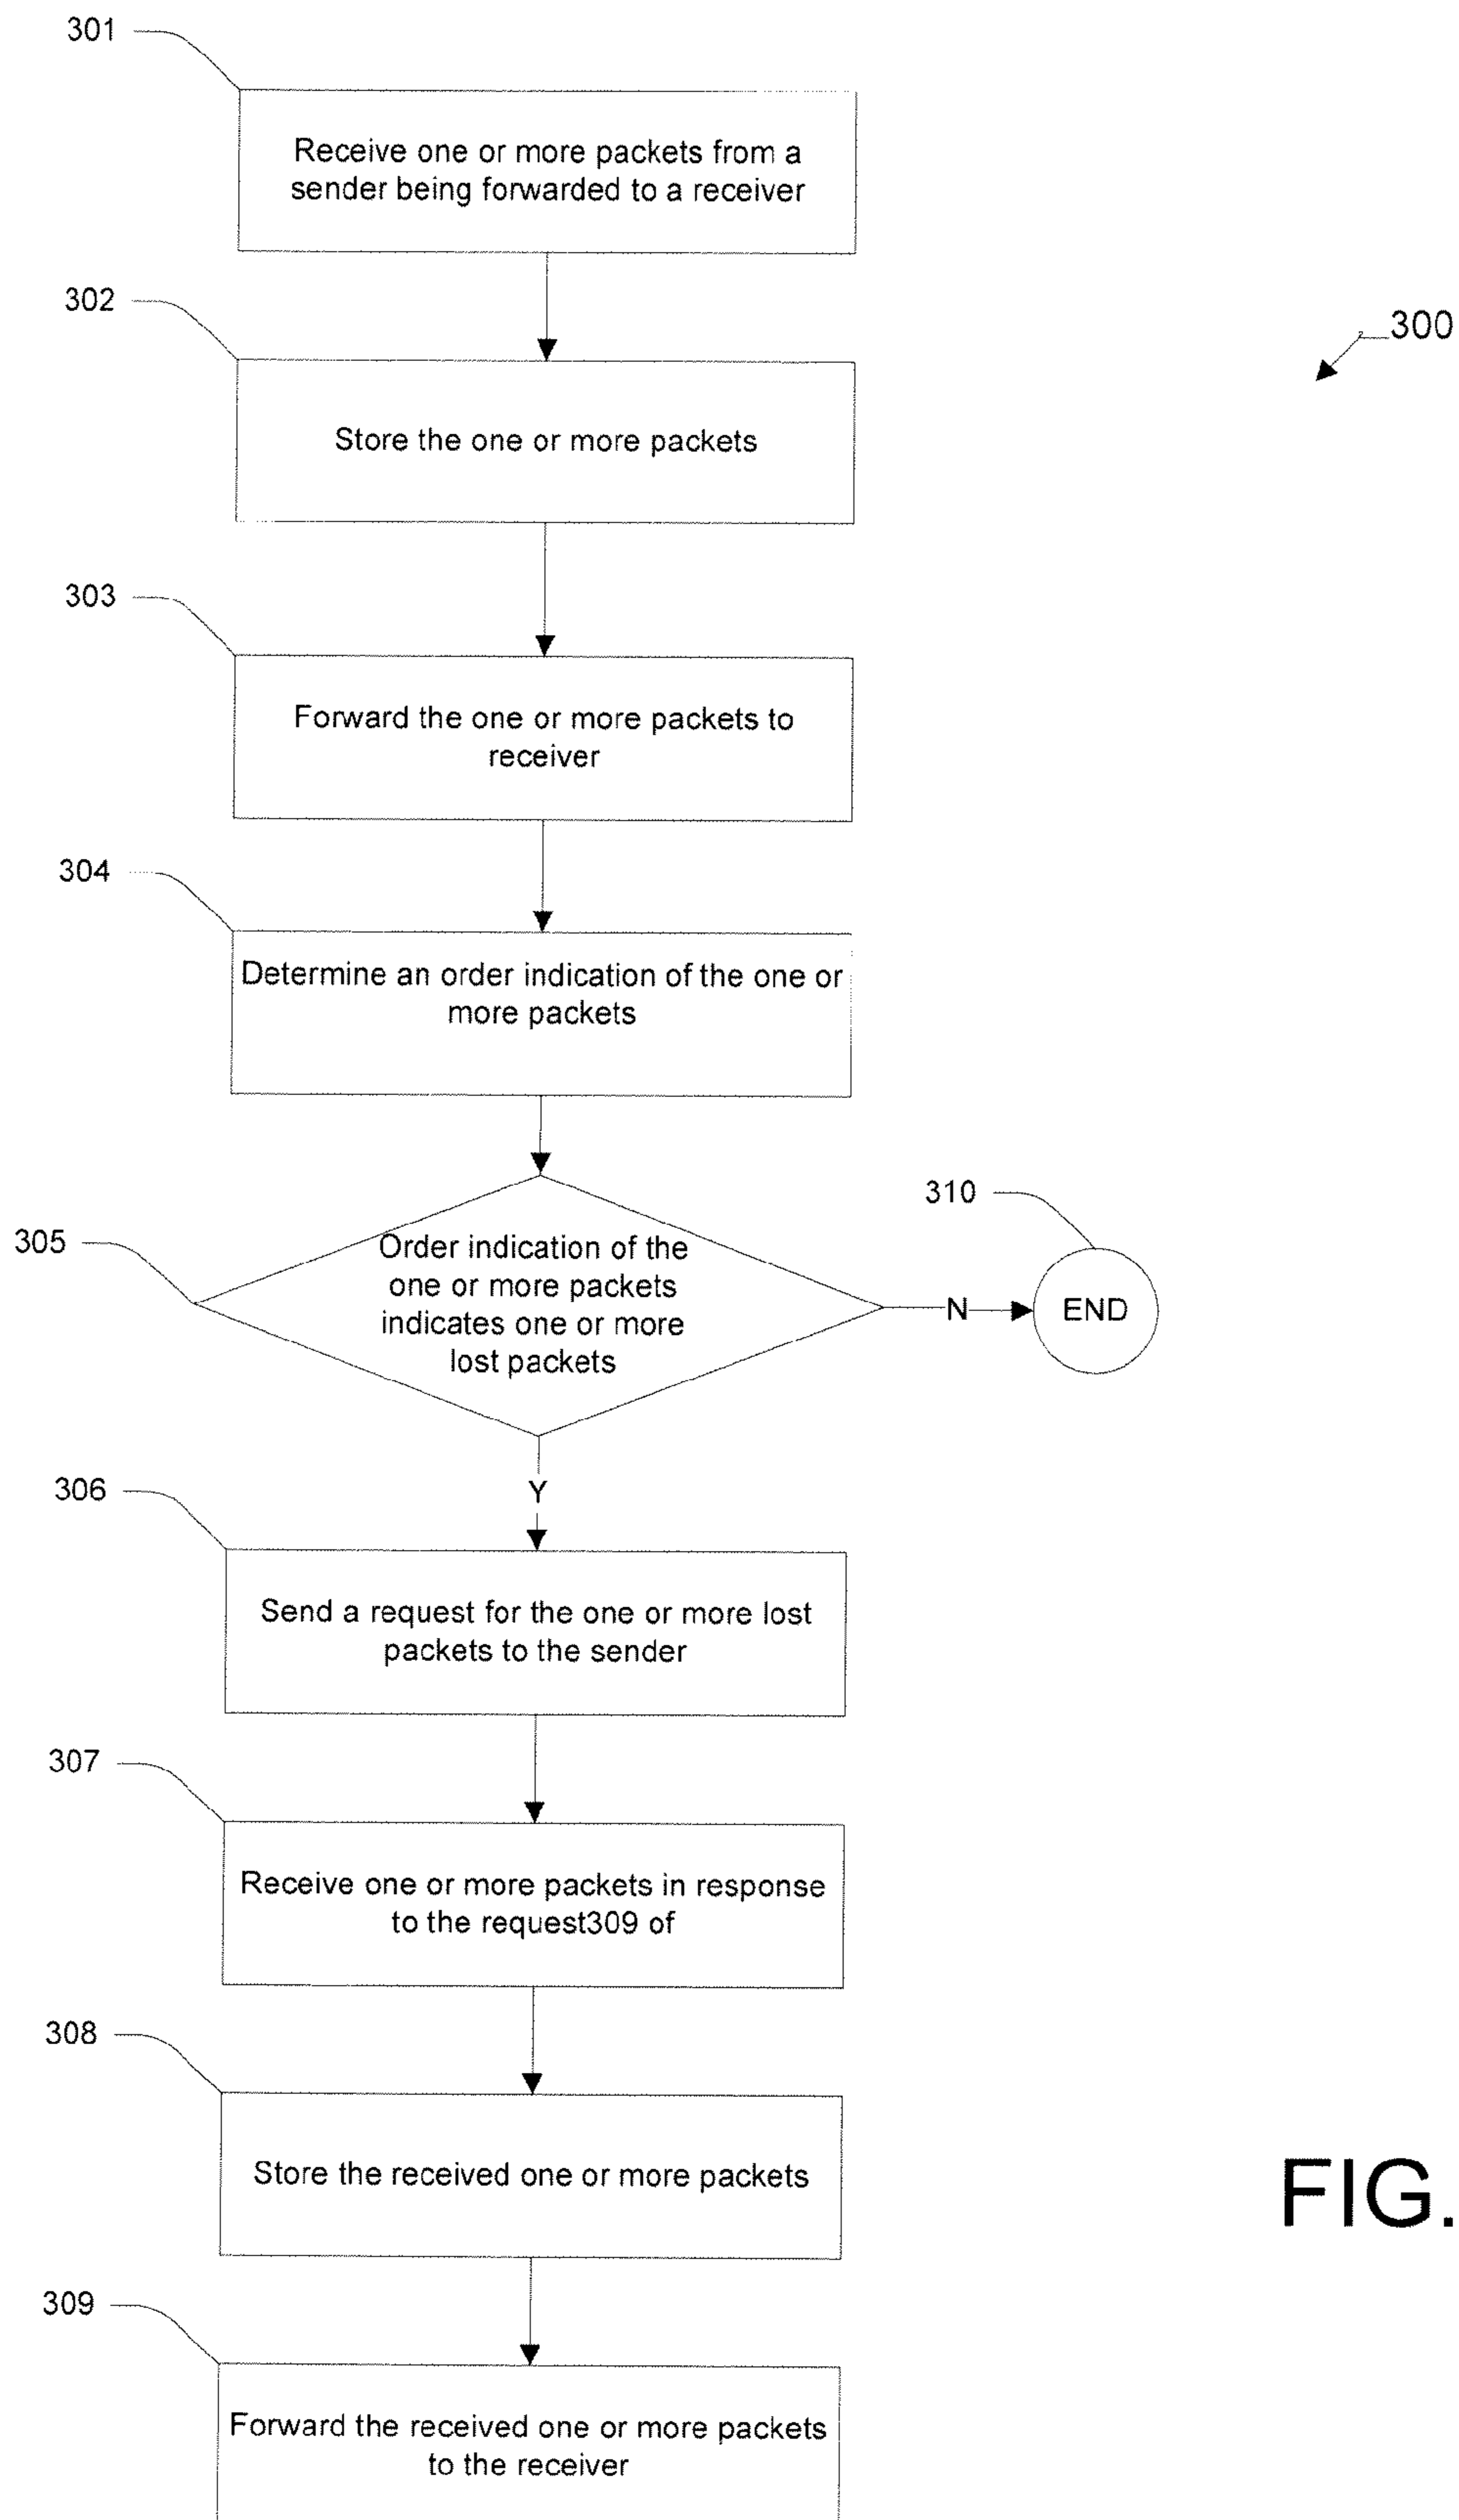 301
Receive one or more packets from a
sender being forwarded to a receiver
302
300
Store the one or more packets
303
Forward the one or more packets to
receiver
304
Determine an order indication of the one or
more packets
310
305
Order indication of the
one or more packets
indicates one or more
lost packets
N
END
306
Y
Send a request for the one or more lost
packets to the sender
307
Receive one or more packets in response
to the request309 of
308
Store the received one or more packets
FIG.
309
Forward the received one or more packets
to the receiver